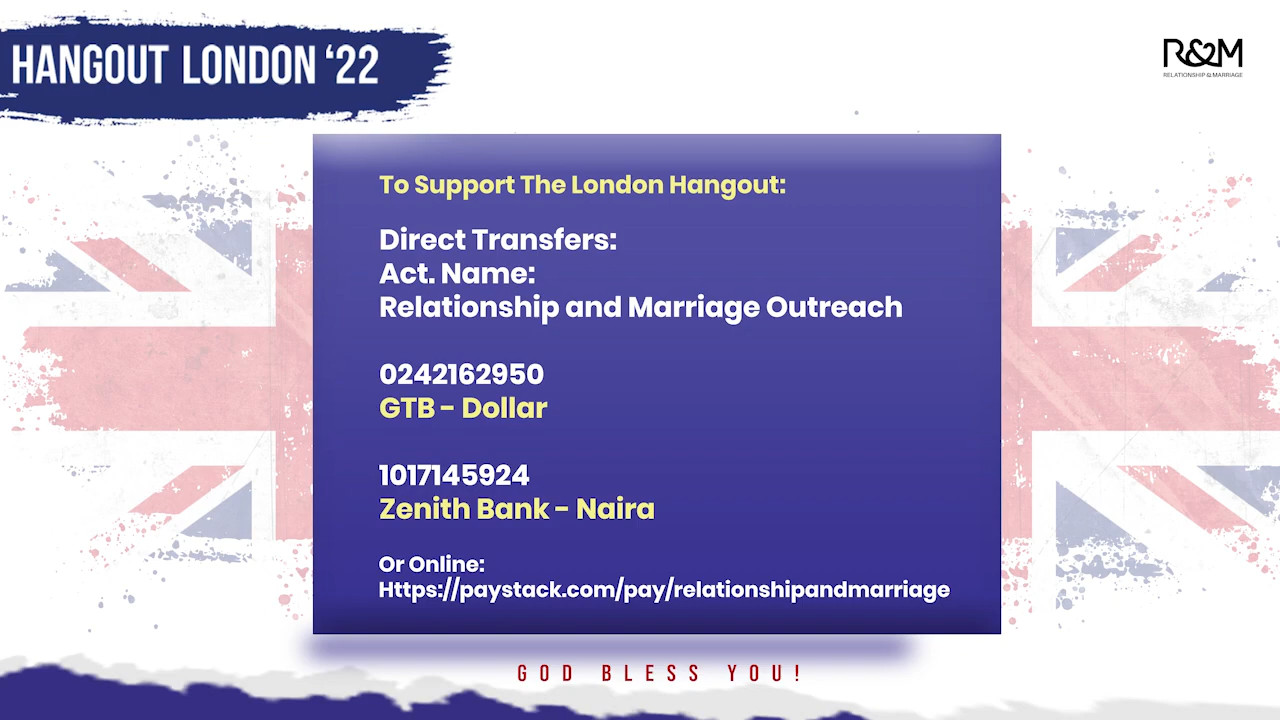 HANGOUT LONDON ‘22
R&M
RELATIONSHIP & MARRIAGE
To Support The London Hangout:
Direct Transfers:
Act. Name:
Relationship and Marriage Outreach
0242162950
GTB - Dollar
1017145924
Zenith Bank - Naira
Or Online:
Https://paystack.com/pay/relationshipandmarriage
GOD BLESS YOU!